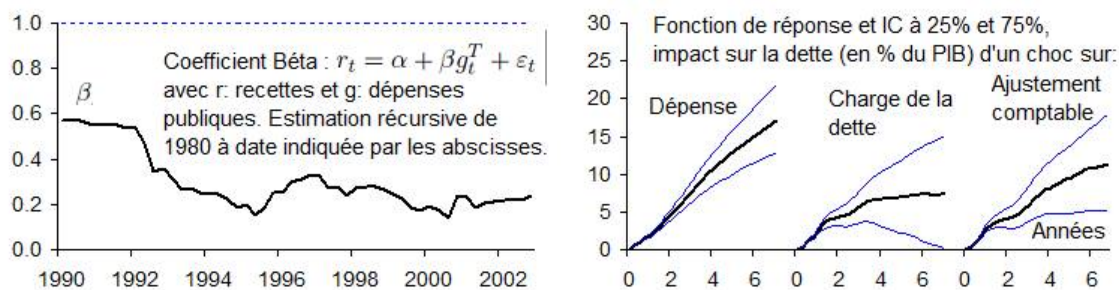 1.0
0.8
0.6
0.4
0.2
0.0
1990 1992 1994 1996 1998 2000 2002
β
Coefficient Béta : r_t = α + βg_t^T + ε_t
avec r: recettes et g: dépenses
publiques. Estimation récursive de
1980 à date indiquée par les abscisses.
30
25
20
15
10
5
0
Fonction de réponse et IC à 25% et 75%,
impact sur la dette (en % du PIB) d'un choc sur:
Dépense
Charge de la
dette
Ajustement
comptable
Années
0 2 4 6 0 2 4 6 0 2 4 6